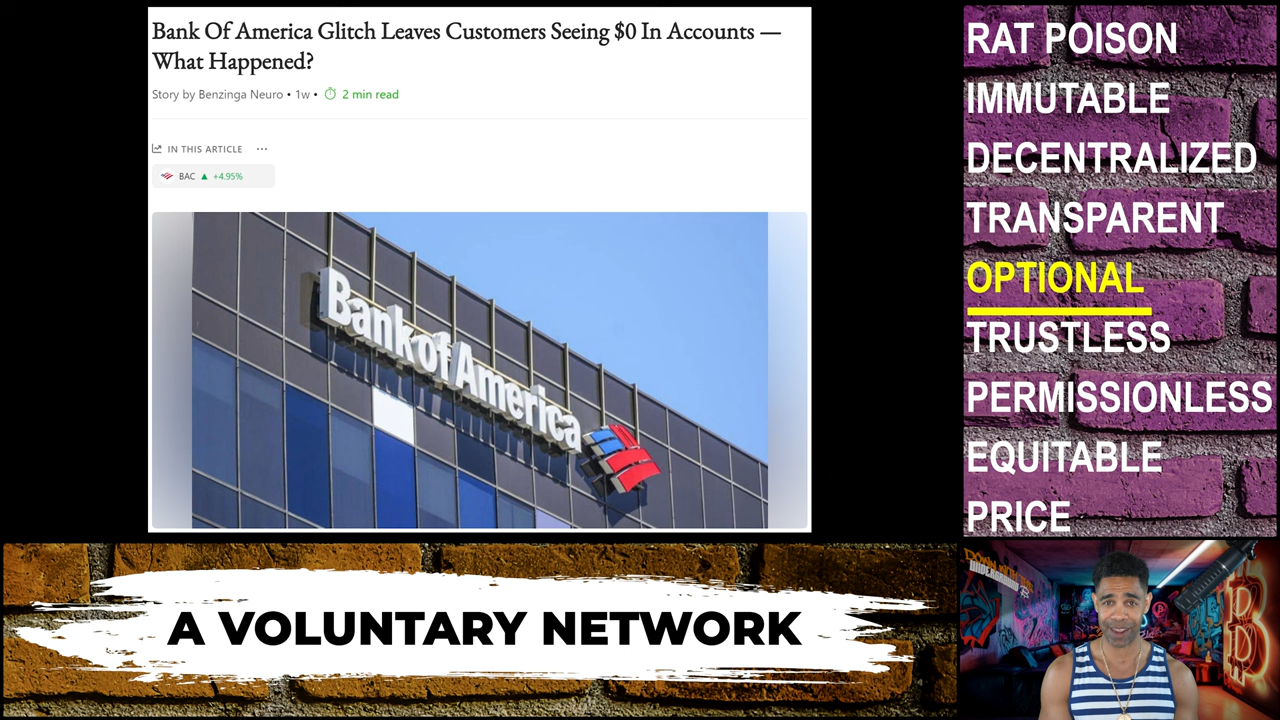 Bank Of America Glitch Leaves Customers Seeing $0 In Accounts —
What Happened?
Story by Benzinga Neuro • 1w • 2 min read
IN THIS ARTICLE ...
BAC ▲ +4.95%
Bank of America
RAT POISON
IMMUTABLE
DECENTRALIZED
TRANSPARENT
OPTIONAL
TRUSTLESS
PERMISSIONLESS
EQUITABLE
PRICE
A VOLUNTARY NETWORK
UNDERGROUND